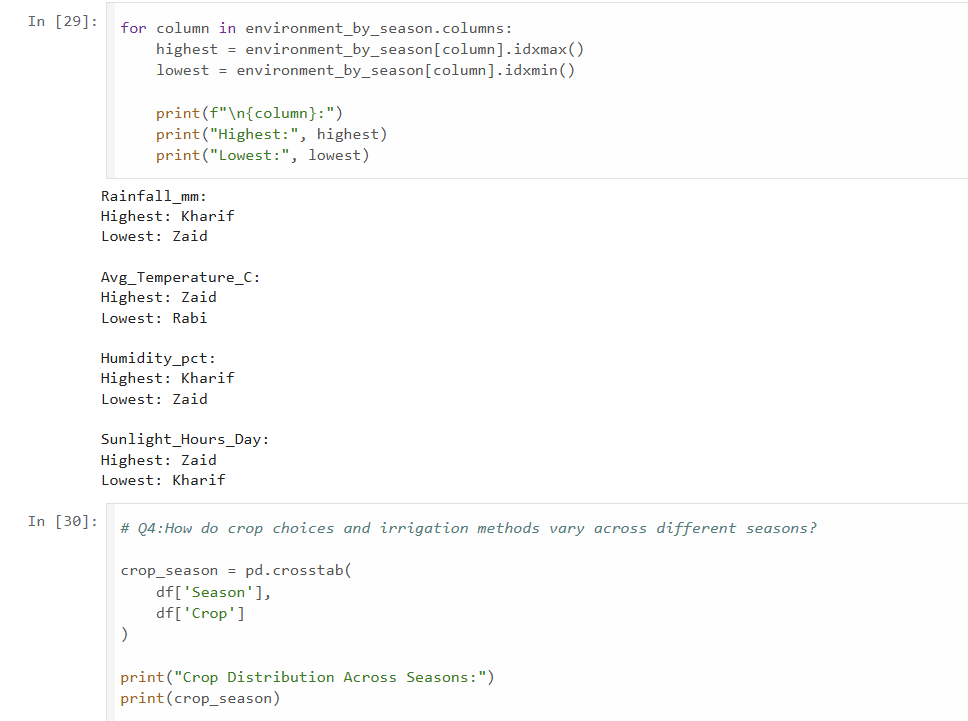 In [29]:
for column in environment_by_season.columns:
    highest = environment_by_season[column].idxmax()
    lowest = environment_by_season[column].idxmin()

    print(f"\n{column}:")
    print("Highest:", highest)
    print("Lowest:", lowest)

Rainfall_mm:
Highest: Kharif
Lowest: Zaid

Avg_Temperature_C:
Highest: Zaid
Lowest: Rabi

Humidity_pct:
Highest: Kharif
Lowest: Zaid

Sunlight_Hours_Day:
Highest: Zaid
Lowest: Kharif

In [30]:
# Q4:How do crop choices and irrigation methods vary across different seasons?

crop_season = pd.crosstab(
    df['Season'],
    df['Crop']
)

print("Crop Distribution Across Seasons:")
print(crop_season)